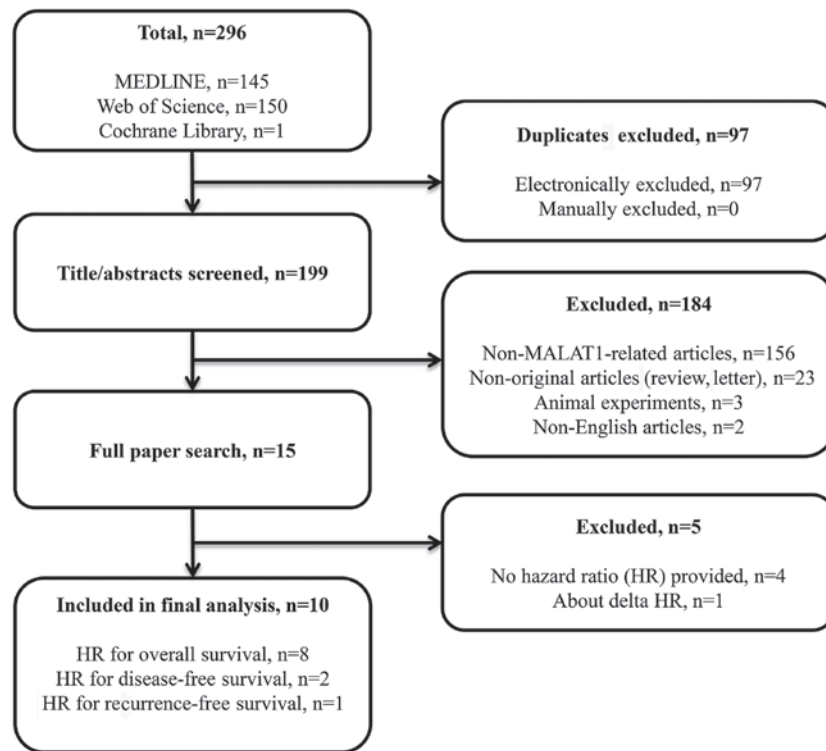 Total, n=296
MEDLINE, n=145
Web of Science, n=150
Cochrane Library, n=1
Duplicates excluded, n=97
Electronically excluded, n=97
Manually excluded, n=0
Title/abstracts screened, n=199
Excluded, n=184
Non-MALAT1-related articles, n=156
Non-original articles (review, letter), n=23
Animal experiments, n=3
Non-English articles, n=2
Full paper search, n=15
Excluded, n=5
No hazard ratio (HR) provided, n=4
About delta HR, n=1
Included in final analysis, n=10
HR for overall survival, n=8
HR for disease-free survival, n=2
HR for recurrence-free survival, n=1